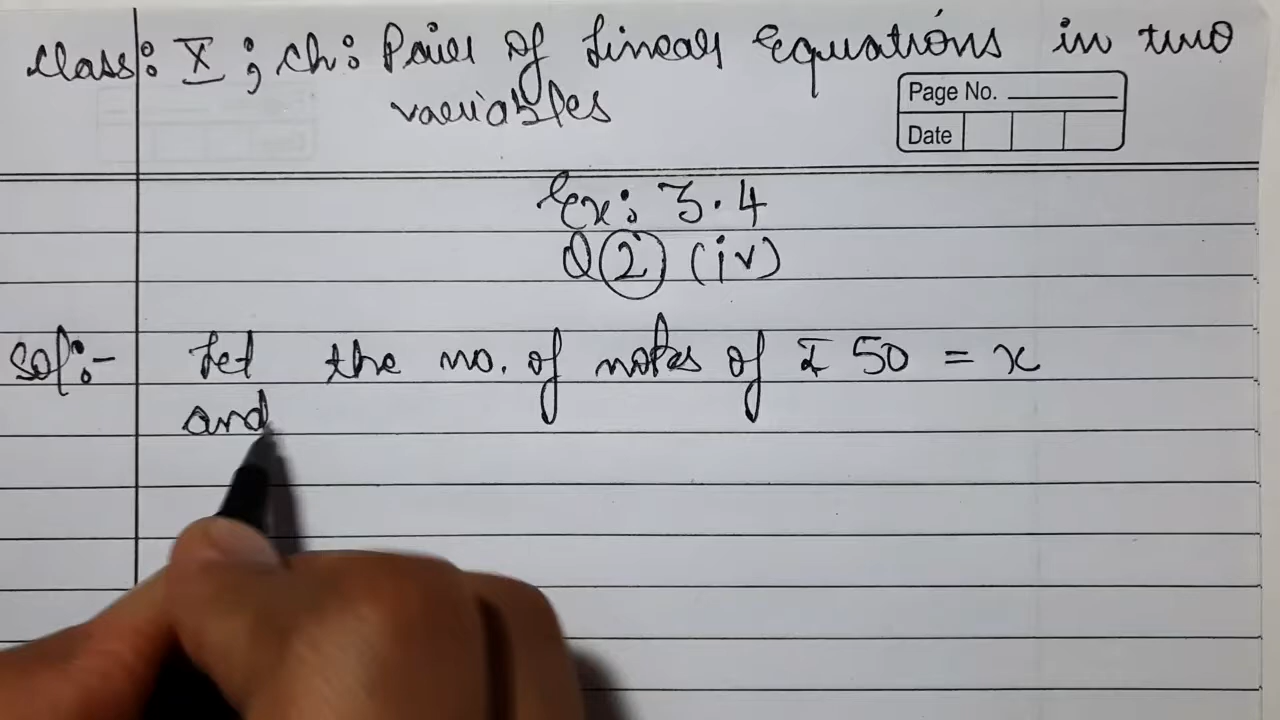 Class: X ; Ch: Pair of Linear Equations in two
variables
Page No.
Date
Ex: 3.4
Q 2 (iv)
Sol:- Let the no. of notes of ₹ 50 = x
and